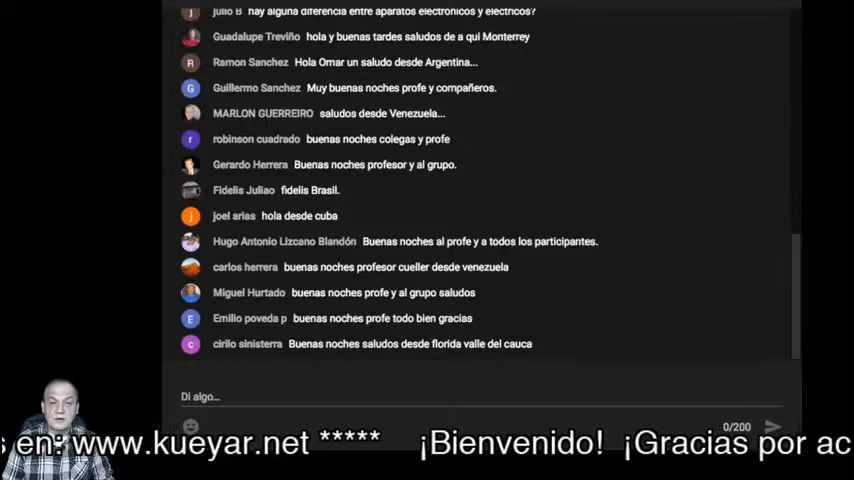 julio B hay alguna diferencia entre aparatos electronicos y electricos?
Guadalupe Treviño hola y buenas tardes saludos de a qui Monterrey
R Ramon Sanchez Hola Omar un saludo desde Argentina...
G Guillermo Sanchez Muy buenas noches profe y compañeros.
MARLON GUERREIRO saludos desde Venezuela...
r robinson cuadrado buenas noches colegas y profe
Gerardo Herrera Buenas noches profesor y al grupo.
Fidelis Juliao fidelis Brasil.
j joel arias hola desde cuba
Hugo Antonio Lizcano Blandón Buenas noches al profe y a todos los participantes.
carlos herrera buenas noches profesor cueller desde venezuela
Miguel Hurtado buenas noches profe y al grupo saludos
E Emilio poveda p buenas noches profe todo bien gracias
c cirilo sinisterra Buenas noches saludos desde florida valle del cauca
Di algo...
0/200
s en: www.kueyar.net ***** ¡Bienvenido! ¡Gracias por ac